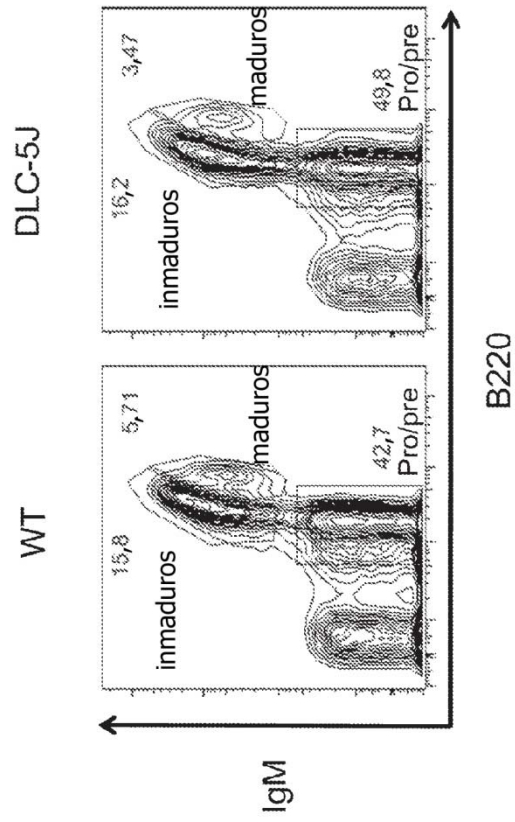 WT
DLC-5J
15,8
5,71
inmaduros
maduros
42,7
Pro/pre
16,2
3,47
inmaduros
maduros
49,8
Pro/pre
IgM
B220